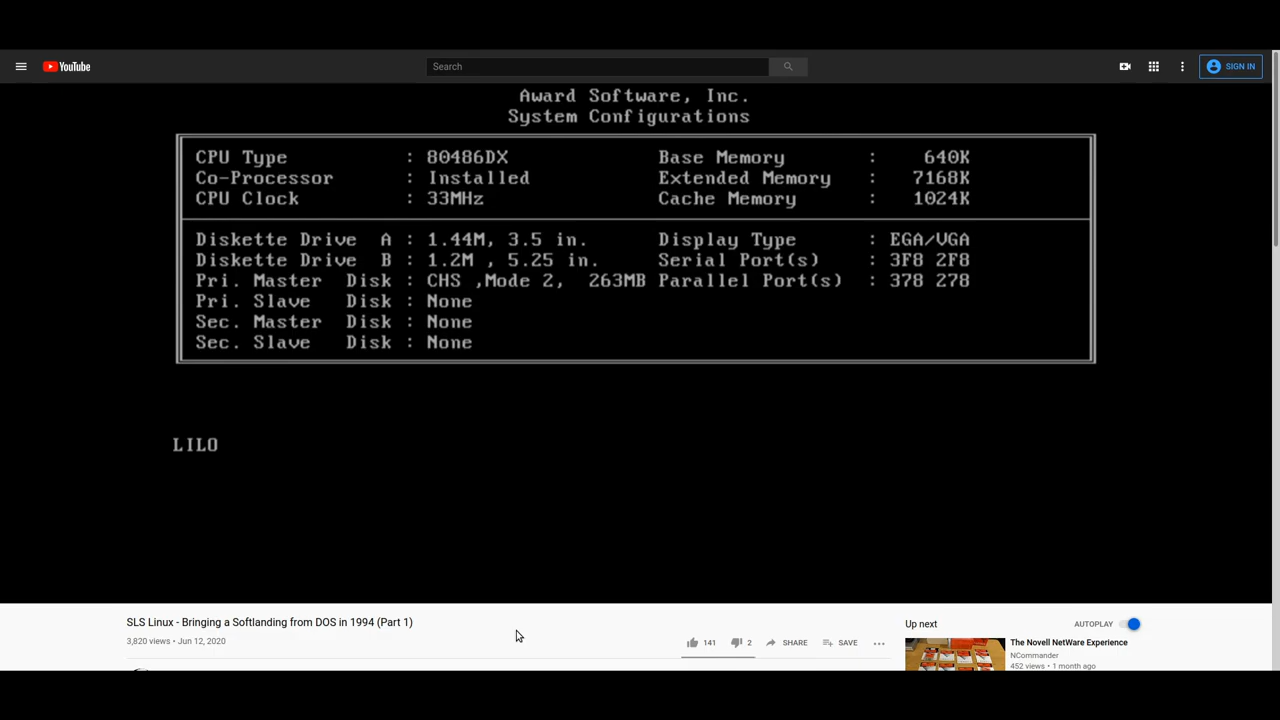 YouTube
Search
SIGN IN
Award Software, Inc.
System Configurations
CPU Type : 80486DX Base Memory : 640K
Co-Processor : Installed Extended Memory : 7168K
CPU Clock : 33MHz Cache Memory : 1024K
Diskette Drive A : 1.44M, 3.5 in. Display Type : EGA/VGA
Diskette Drive B : 1.2M , 5.25 in. Serial Port(s) : 3F8 2F8
Pri. Master Disk : CHS ,Mode 2, 263MB Parallel Port(s) : 378 278
Pri. Slave Disk : None
Sec. Master Disk : None
Sec. Slave Disk : None
LILO
SLS Linux - Bringing a Softlanding from DOS in 1994 (Part 1)
3,820 views • Jun 12, 2020
141 2 SHARE SAVE
Up next AUTOPLAY
The Novell NetWare Experience
NCommander
452 views • 1 month ago